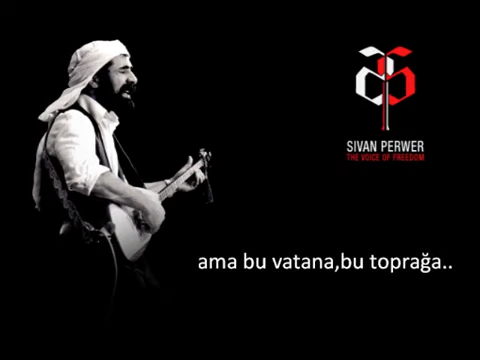 SIVAN PERWER
THE VOICE OF FREEDOM
ama bu vatana,bu toprağa..